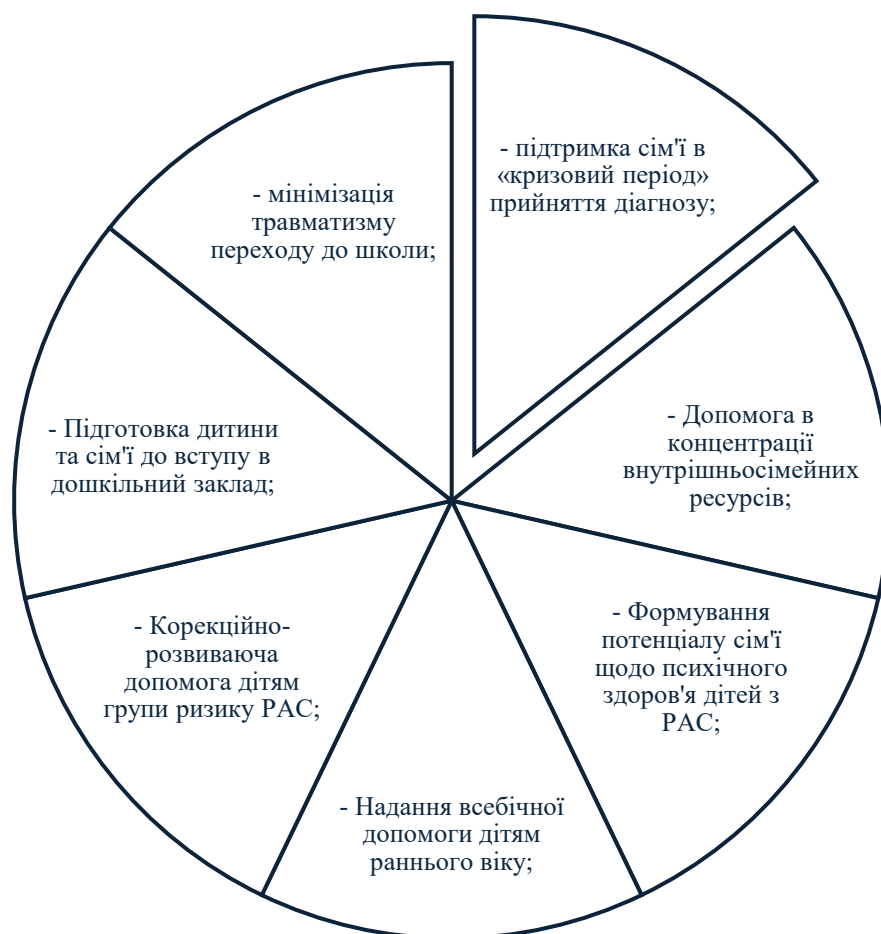 - підтримка сім'ї в
«кризовий період»
прийняття діагнозу;
- Допомога в
концентрації
внутрішньосімейних
ресурсів;
- Формування
потенціалу сім'ї
щодо психічного
здоров'я дітей з
РАС;
- Надання всебічної
допомоги дітям
раннього віку;
- Корекційно-
розвиваюча
допомога дітям
групи ризику РАС;
- Підготовка дитини
та сім'ї до вступу в
дошкільний заклад;
- мінімізація
травматизму
переходу до школи;